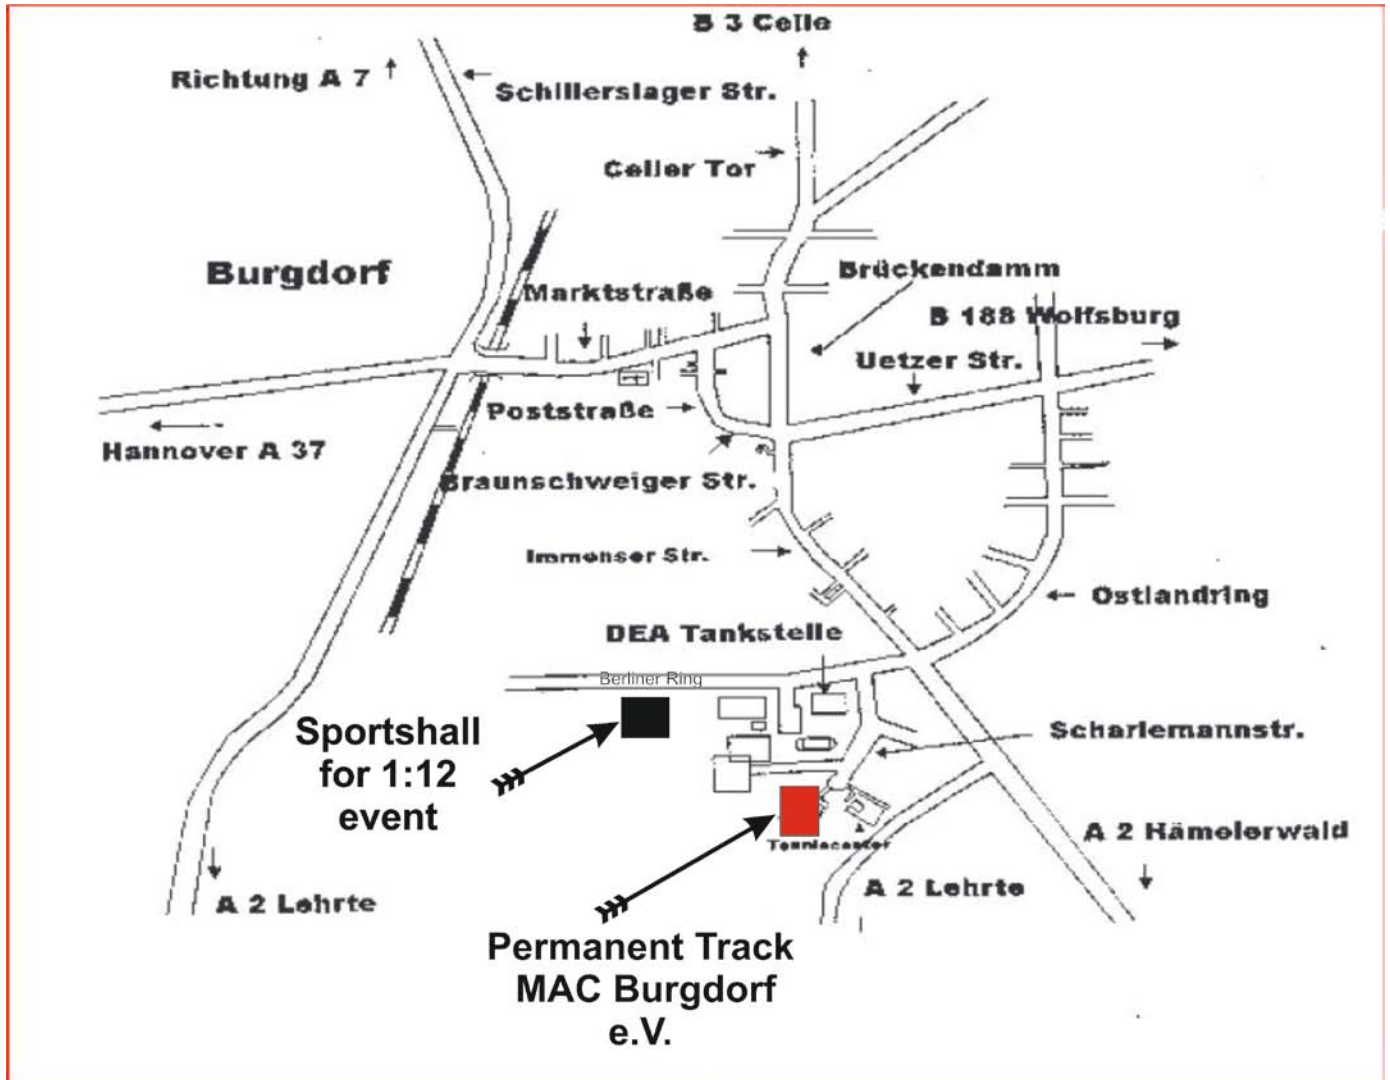 B 3 Celle
Richtung A 7
Schillerslager Str.
Celler Tor
Burgdorf
Brückendamm
Marktstraße
B 188 Wolfsburg
Uetzer Str.
Poststraße
Hannover A 37
Braunschweiger Str.
Immenser Str.
Ostlandring
DEA Tankstelle
Berliner Ring
Sportshall
for 1:12
event
Scharlemannstr.
A 2 Hämelerwald
Tenniscenter
A 2 Lehrte
A 2 Lehrte
Permanent Track
MAC Burgdorf
e.V.